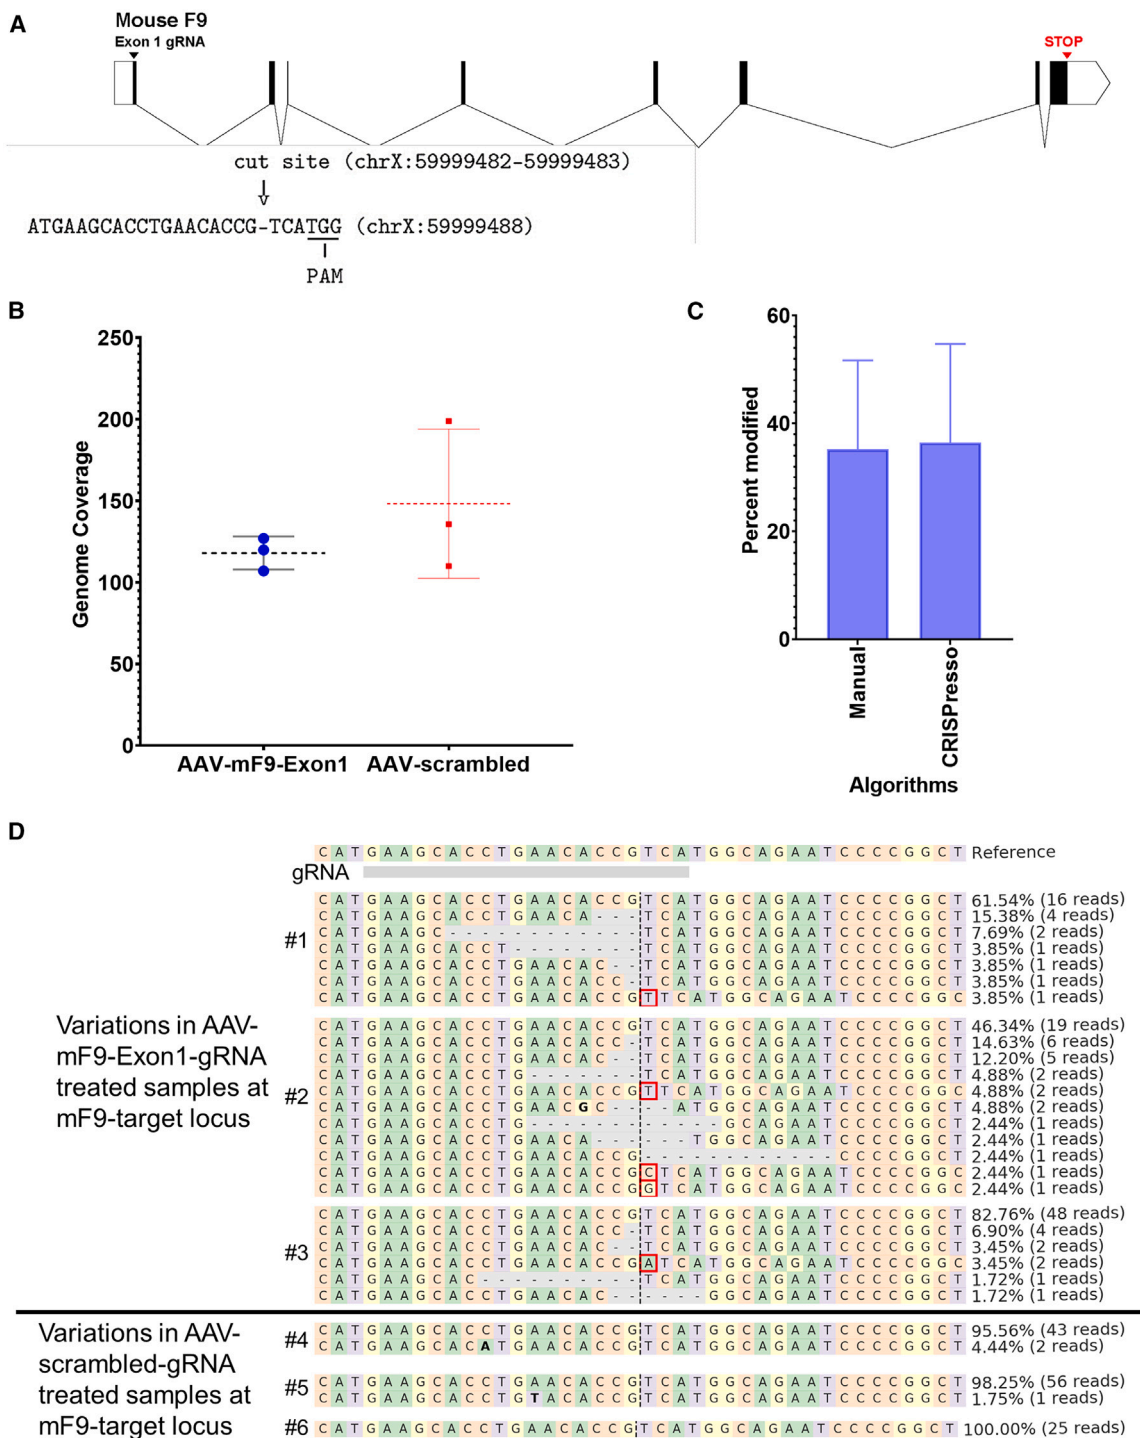 A
Mouse F9
Exon 1 gRNA
STOP
cut site (chrX:59999482-59999483)
ATGAAGCACCTGAACACCG-TCATGG (chrX:59999488)
PAM
B
Genome Coverage
250
200
150
100
50
0
AAV-mF9-Exon1 AAV-scrambled
C
Percent modified
60
40
20
0
Manual
CRISPresso
Algorithms
D
C A T G A A G C A C C T G A A C A C C G T C A T G G C A G A A T C C C C G G C T Reference
gRNA
Variations in AAV-
mF9-Exon1-gRNA
treated samples at
mF9-target locus
#1
C A T G A A G C A C C T G A A C A C C G T C A T G G C A G A A T C C C C G G C T 61.54% (16 reads)
C A T G A A G C A C C T G A A C A - - - T C A T G G C A G A A T C C C C G G C T 15.38% (4 reads)
C A T G A A G C - - - - - - - - - - - - T C A T G G C A G A A T C C C C G G C T 7.69% (2 reads)
C A T G A A G C A C C T - - - - - - - - T C A T G G C A G A A T C C C C G G C T 3.85% (1 reads)
C A T G A A G C A C C T G A A C A C - - T C A T G G C A G A A T C C C C G G C T 3.85% (1 reads)
C A T G A A G C A C C T G A A C A C C - T C A T G G C A G A A T C C C C G G C T 3.85% (1 reads)
C A T G A A G C A C C T G A A C A C C G T T C A T G G C A G A A T C C C C G G C 3.85% (1 reads)
#2
C A T G A A G C A C C T G A A C A C C G T C A T G G C A G A A T C C C C G G C T 46.34% (19 reads)
C A T G A A G C A C C T G A A C A C C - T C A T G G C A G A A T C C C C G G C T 14.63% (6 reads)
C A T G A A G C A C C T G A A C A C - - T C A T G G C A G A A T C C C C G G C T 12.20% (5 reads)
C A T G A A G C A C C T G - - - - - - - T C A T G G C A G A A T C C C C G G C T 4.88% (2 reads)
C A T G A A G C A C C T G A A C A C C G T T C A T G G C A G A A T C C C C G G C 4.88% (2 reads)
C A T G A A G C A C C T G A A C G C - - - - A T G G C A G A A T C C C C G G C T 4.88% (2 reads)
C A T G A A G C A C C T G - - - - - - - - - - - - G C A G A A T C C C C G G C T 2.44% (1 reads)
C A T G A A G C A C C T G A A C A - - - - - - T G G C A G A A T C C C C G G C T 2.44% (1 reads)
C A T G A A G C A C C T G A A C A C C G - - - - - - - - - - - - C C C C G G C T 2.44% (1 reads)
C A T G A A G C A C C T G A A C A C C G C T C A T G G C A G A A T C C C C G G C 2.44% (1 reads)
C A T G A A G C A C C T G A A C A C C G G T C A T G G C A G A A T C C C C G G C 2.44% (1 reads)
#3
C A T G A A G C A C C T G A A C A C C G T C A T G G C A G A A T C C C C G G C T 82.76% (48 reads)
C A T G A A G C A C C T G A A C A C C - T C A T G G C A G A A T C C C C G G C T 6.90% (4 reads)
C A T G A A G C A C C T G A A C A C - - T C A T G G C A G A A T C C C C G G C T 3.45% (2 reads)
C A T G A A G C A C C T G A A C A C C G A T C A T G G C A G A A T C C C C G G C 3.45% (2 reads)
C A T G A A G C A C - - - - - - - - - - T C A T G G C A G A A T C C C C G G C T 1.72% (1 reads)
C A T G A A G C A C C T G A A C A C - - - - - - G G C A G A A T C C C C G G C T 1.72% (1 reads)
Variations in AAV-
scrambled-gRNA
treated samples at
mF9-target locus
#4
C A T G A A G C A C C T G A A C A C C G T C A T G G C A G A A T C C C C G G C T 95.56% (43 reads)
C A T G A A G C A C A T G A A C A C C G T C A T G G C A G A A T C C C C G G C T 4.44% (2 reads)
#5
C A T G A A G C A C C T G A A C A C C G T C A T G G C A G A A T C C C C G G C T 98.25% (56 reads)
C A T G A A G C A C C T G T A C A C C G T C A T G G C A G A A T C C C C G G C T 1.75% (1 reads)
#6 C A T G A A G C A C C T G A A C A C C G T C A T G G C A G A A T C C C C G G C T 100.00% (25 reads)